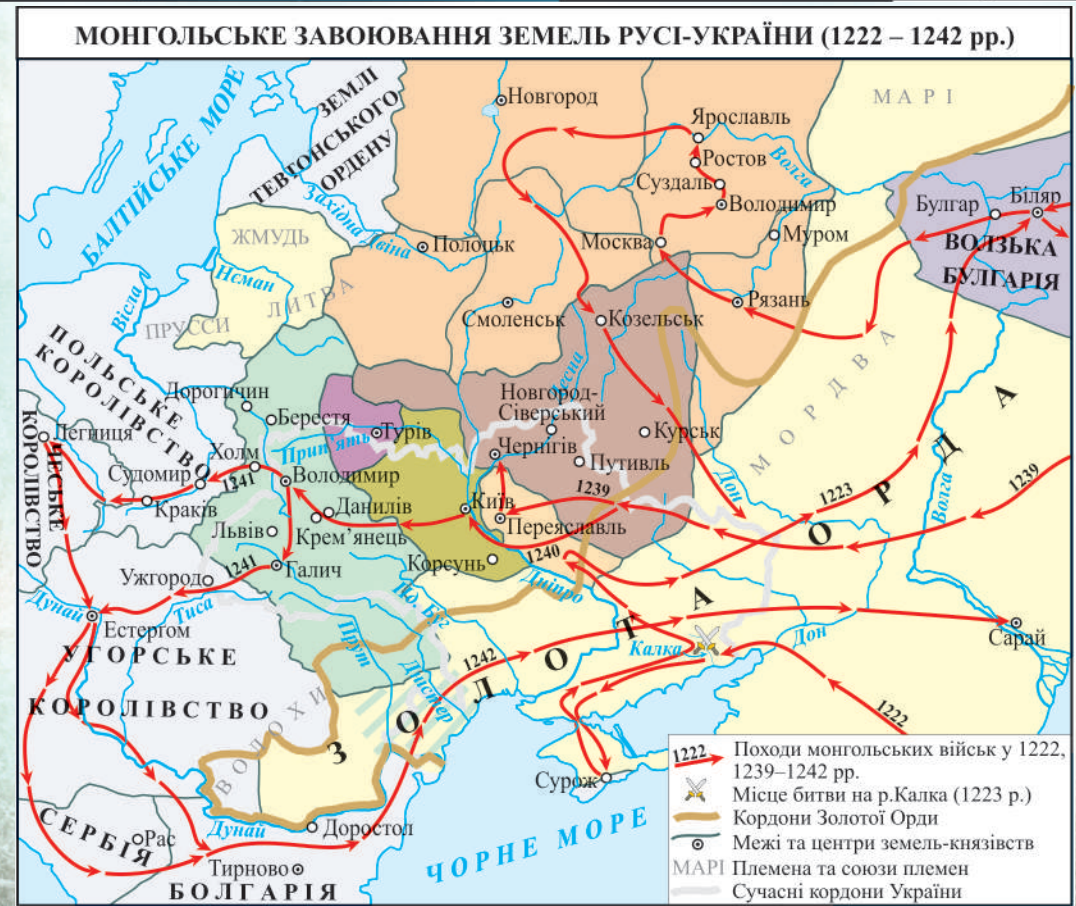 МОНГОЛЬСЬКЕ ЗАВОЮВАННЯ ЗЕМЕЛЬ РУСІ-УКРАЇНИ (1222 – 1242 рр.)
БАЛТІЙСЬКЕ МОРЕ
ЗЕМЛІ
ТЕВТОНСЬКОГО
ОРДЕНУ
Новгород
МАРІ
Ярославль
Ростов
Волга
Суздаль
Володимир
Булгар
Біляр
Західна Двіна
ЖМУДЬ
Полоцьк
Москва
Муром
ВОЛЗЬКА
БУЛГАРІЯ
Нєман
ЛИТВА
Вісла
ПРУССИ
Смоленськ
Козельськ
Рязань
МОРДВА
ПОЛЬСЬКЕ
КОРОЛІВСТВО
Дорогичин
Берестя
Десна
Новгород-
Сіверський
Турів
Прип'ять
Чернігів
Курськ
Путивль
Легниця
ЧЕСЬКЕ
КОРОЛІВСТВО
Холм
Судомир
1241
Володимир
Краків
Данилів
Крем’янець
Львів
Київ
1239
Переяславль
1240
Корсунь
Дон
1223
1239
Волга
ЗОЛОТА ОРДА
Ужгород
1241
Галич
Дунай
Тиса
Естергом
УГОРСЬКЕ
КОРОЛІВСТВО
Пд. Буг
Дніпро
Прут
Дністер
1242
Калка
Дон
Сарай
1222
ВОЛОХИ
Сурож
СЕРБІЯ
Рас
Дунай
Доростол
Тирново
БОЛГАРІЯ
ЧОРНЕ МОРЕ
1222
Походи монгольських військ у 1222,
1239–1242 рр.
Місце битви на р.Калка (1223 р.)
Кордони Золотої Орди
Межі та центри земель-князівств
МАРІ Племена та союзи племен
Сучасні кордони України